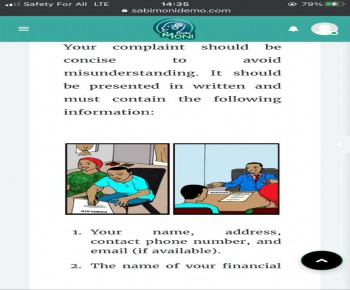 Safety For All LTE 14:35 79%
sabimonidemo.com
MONI
Your complaint should be
concise to avoid
misunderstanding. It should
be presented in written and
must contain the following
information:
1. Your name, address,
contact phone number, and
email (if available).
2. The name of your financial